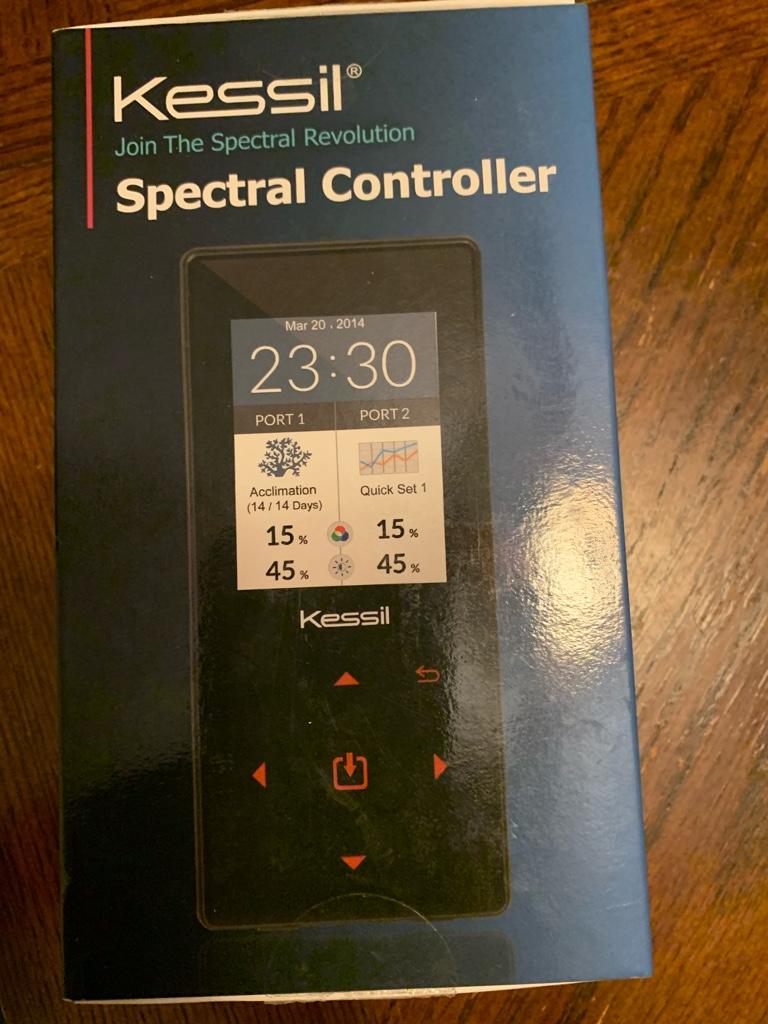 Kessil®
Join The Spectral Revolution
Spectral Controller
Mar 20 . 2014
23:30
PORT 1 PORT 2
Acclimation Quick Set 1
(14 / 14 Days)
15 % 15 %
45 % 45 %
Kessil